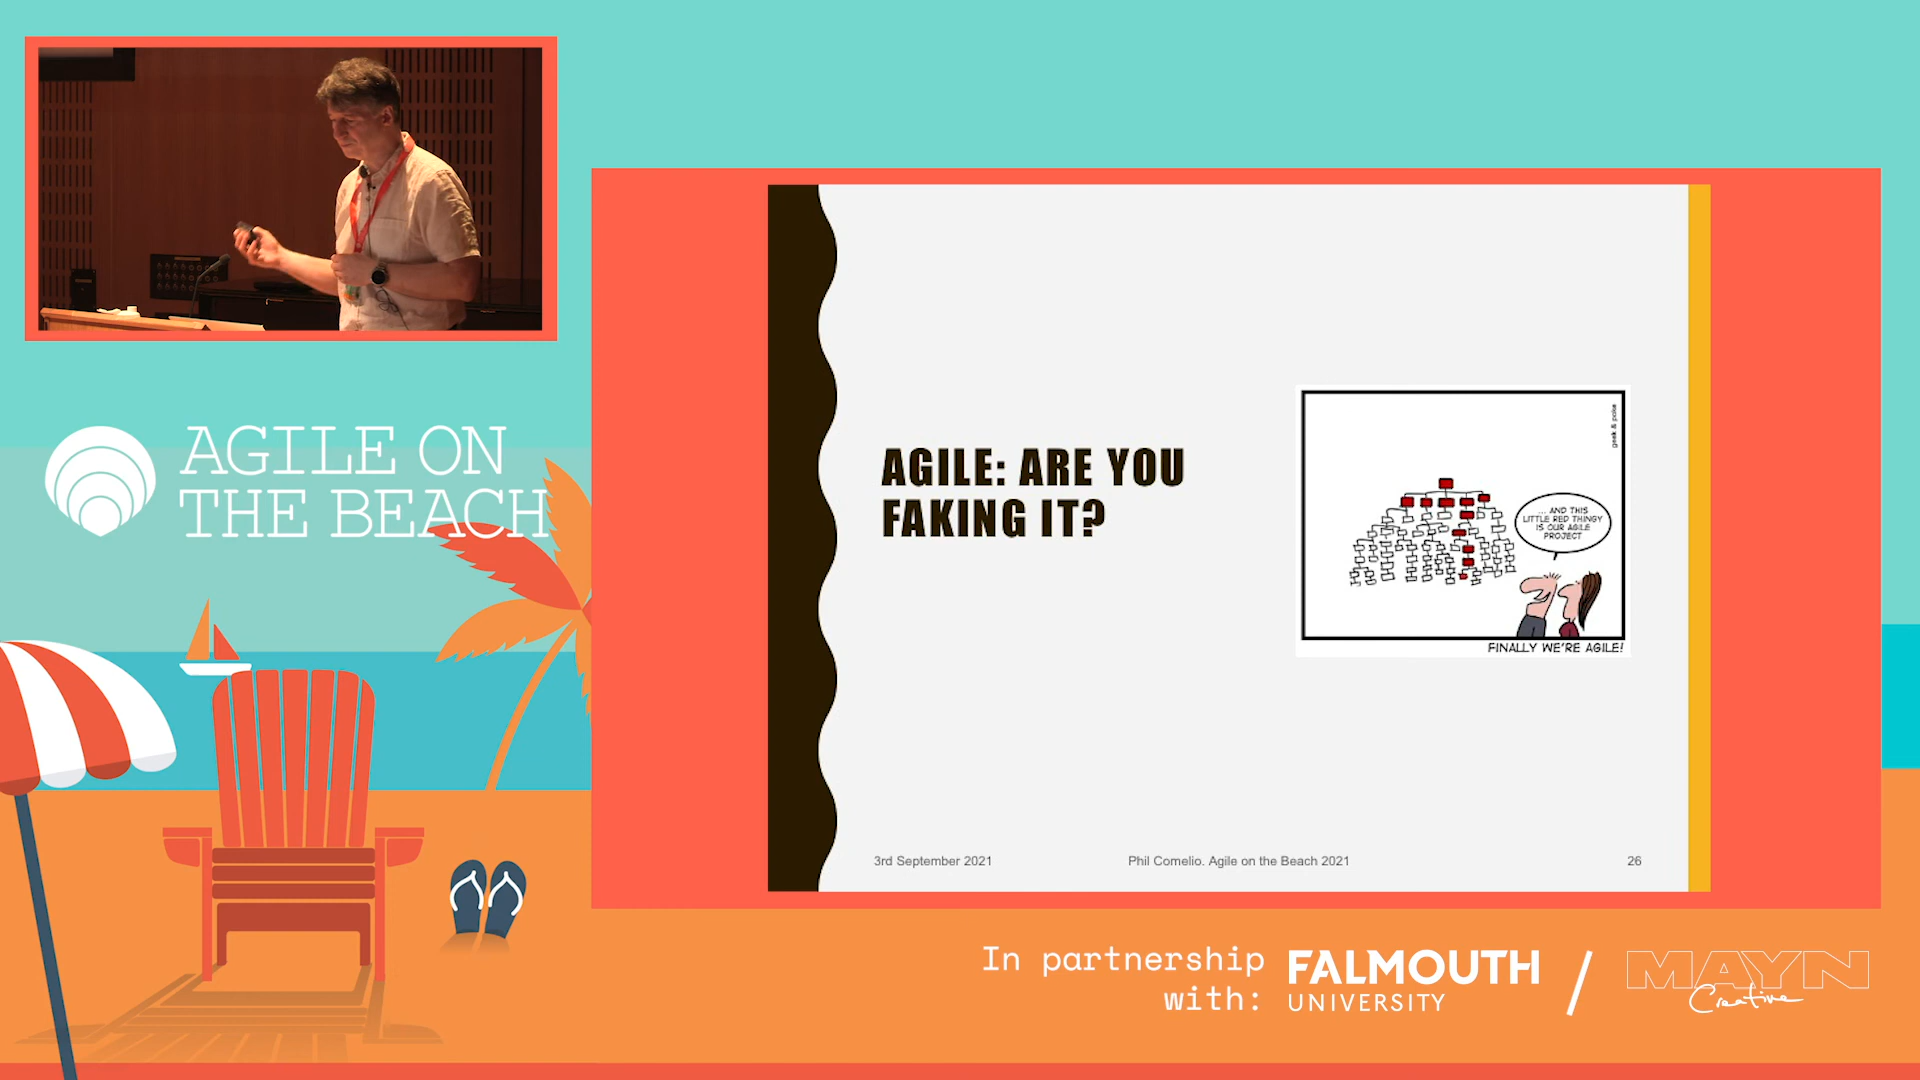 AGILE ON
THE BEACH
AGILE: ARE YOU
FAKING IT?
geek & poke
... AND THIS
LITTLE RED THINGY
IS OUR AGILE
PROJECT
FINALLY WE'RE AGILE!
3rd September 2021
Phil Comelio. Agile on the Beach 2021
26
In partnership
with:
FALMOUTH
UNIVERSITY
/
MAYN
Creative